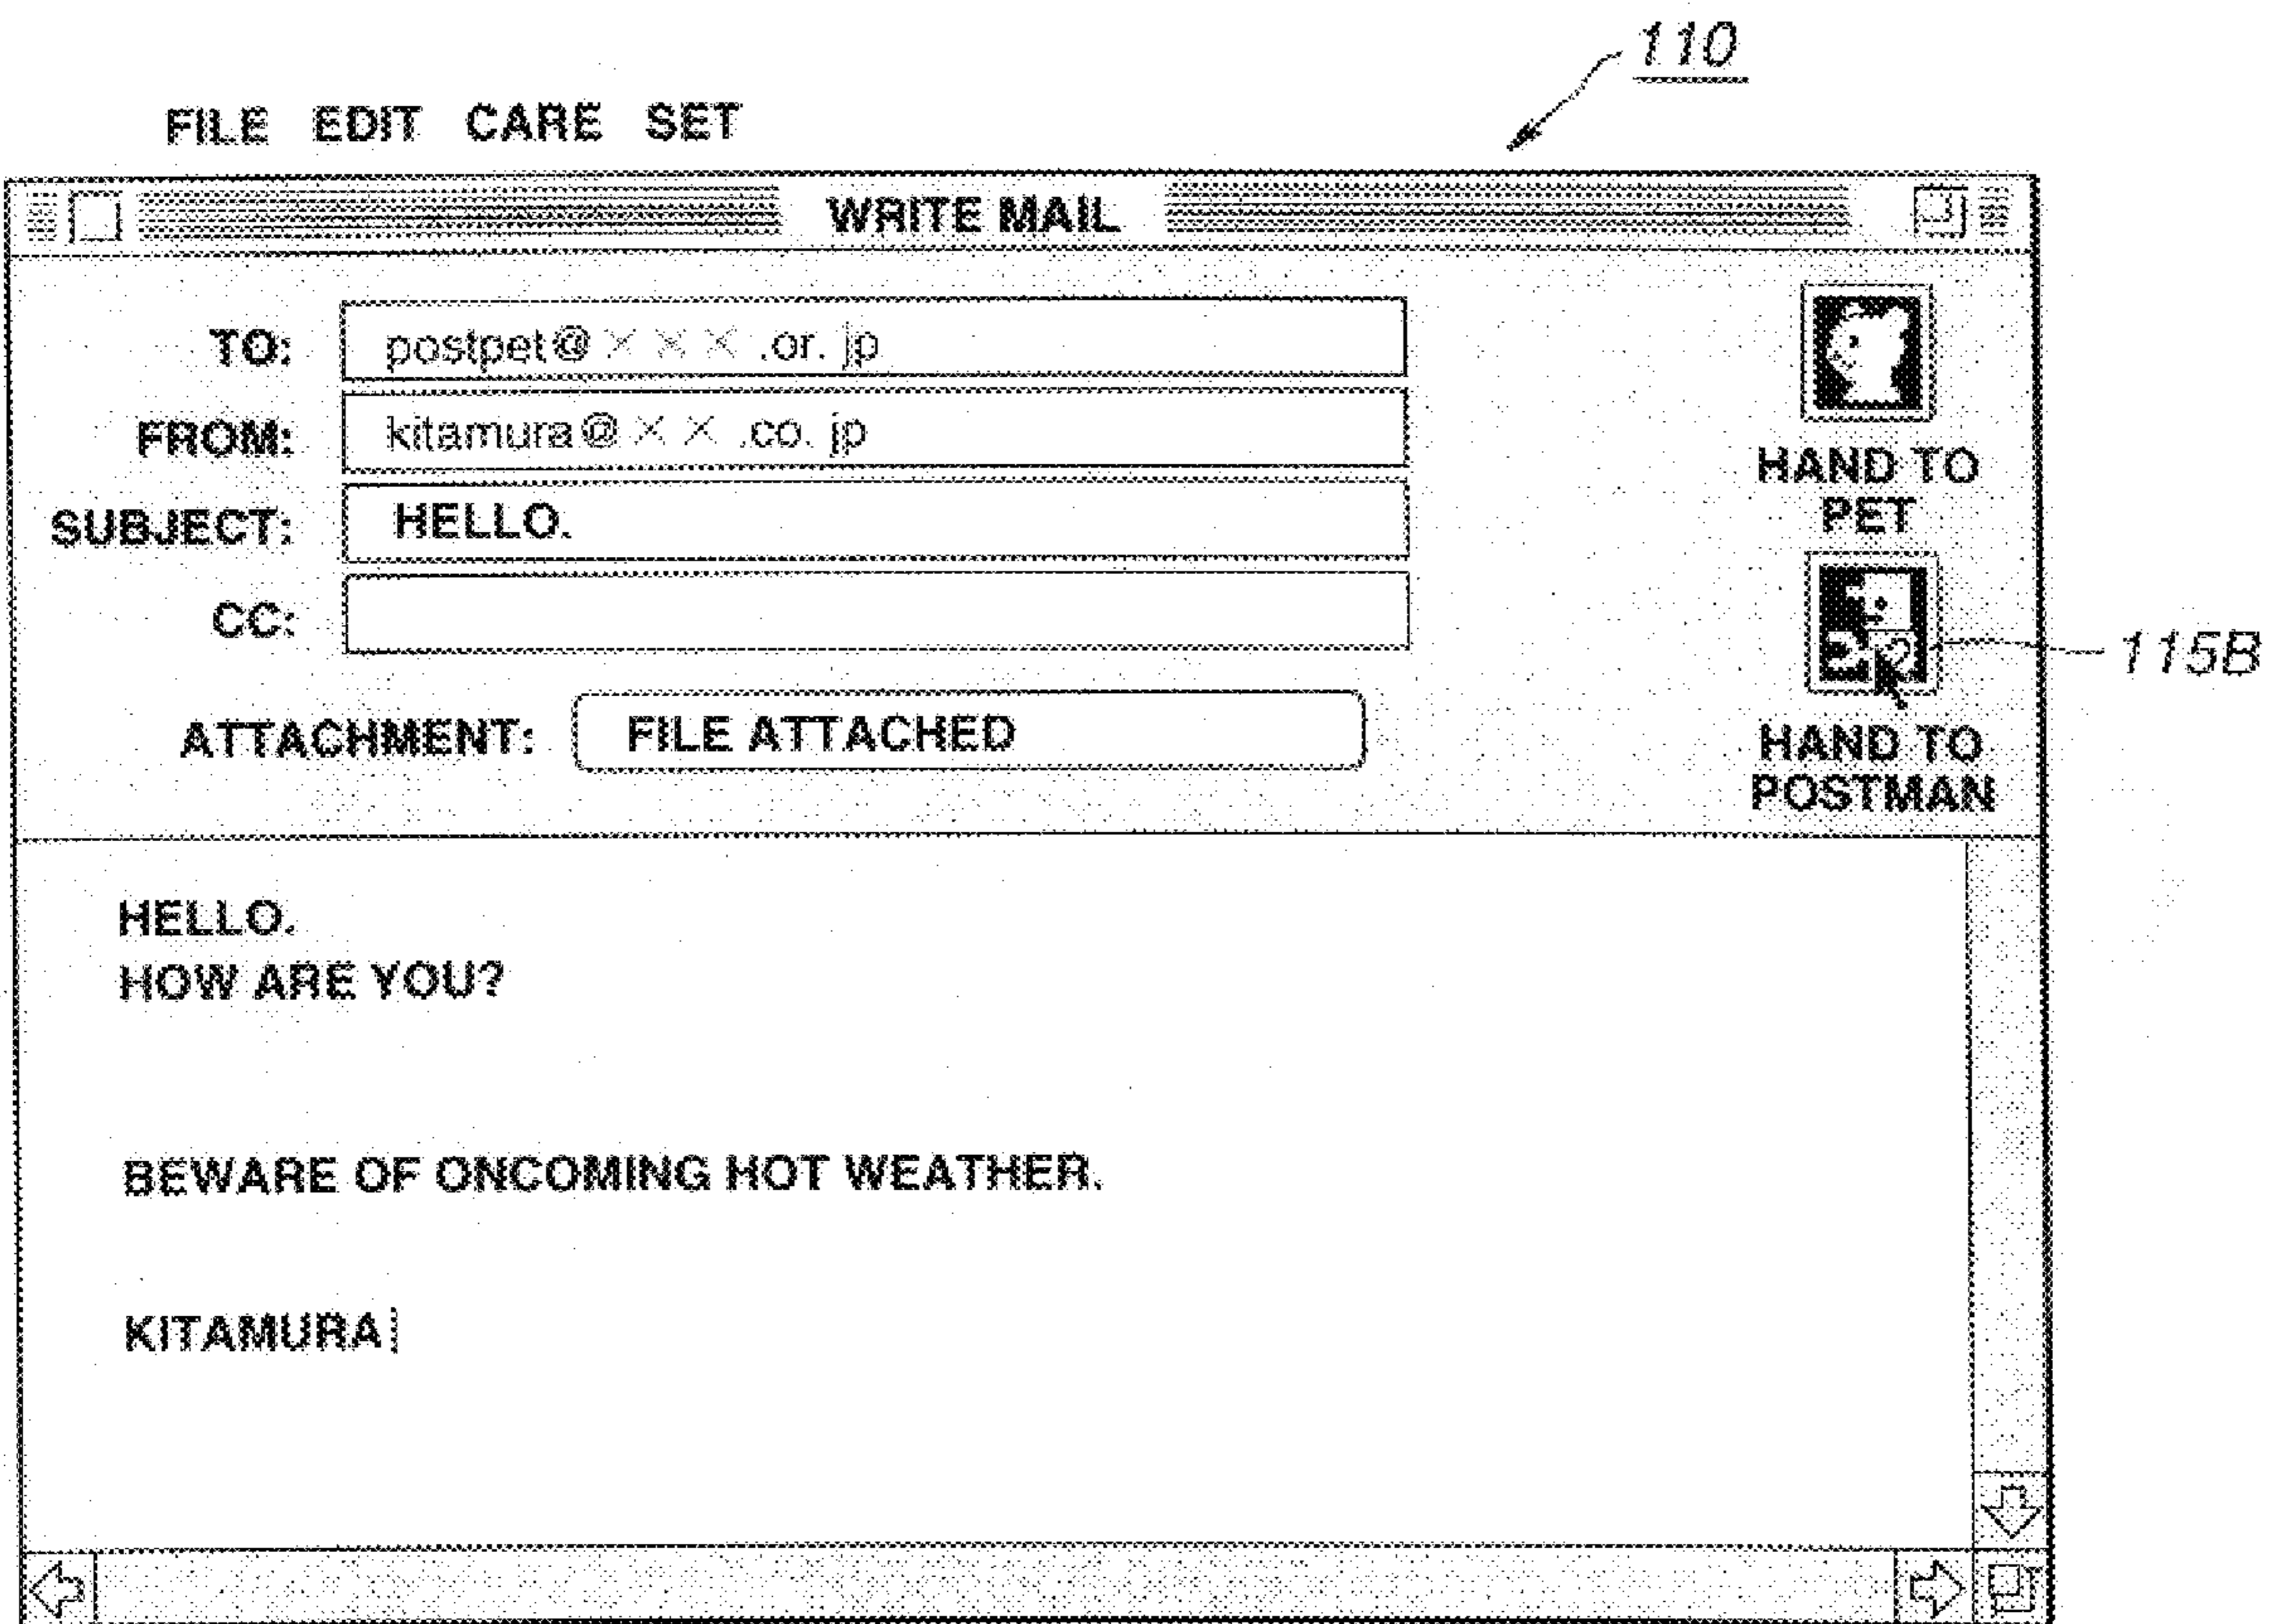 110
FILE EDIT CARE SET
WRITE MAIL
TO: postpet@×××.or.jp
FROM: kitamura@××.co.jp
SUBJECT: HELLO.
CC:
ATTACHMENT: FILE ATTACHED
HAND TO
PET
115B
HAND TO
POSTMAN
HELLO.
HOW ARE YOU?
BEWARE OF ONCOMING HOT WEATHER.
KITAMURA